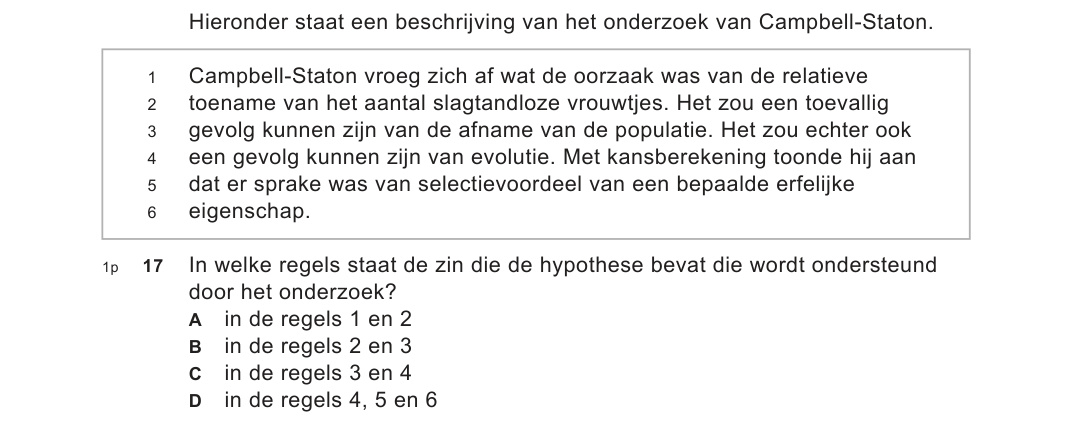 Hieronder staat een beschrijving van het onderzoek van Campbell-Staton.
1 Campbell-Staton vroeg zich af wat de oorzaak was van de relatieve
2 toename van het aantal slagtandloze vrouwtjes. Het zou een toevallig
3 gevolg kunnen zijn van de afname van de populatie. Het zou echter ook
4 een gevolg kunnen zijn van evolutie. Met kansberekening toonde hij aan
5 dat er sprake was van selectievoordeel van een bepaalde erfelijke
6 eigenschap.
1p 17 In welke regels staat de zin die de hypothese bevat die wordt ondersteund
door het onderzoek?
A in de regels 1 en 2
B in de regels 2 en 3
C in de regels 3 en 4
D in de regels 4, 5 en 6